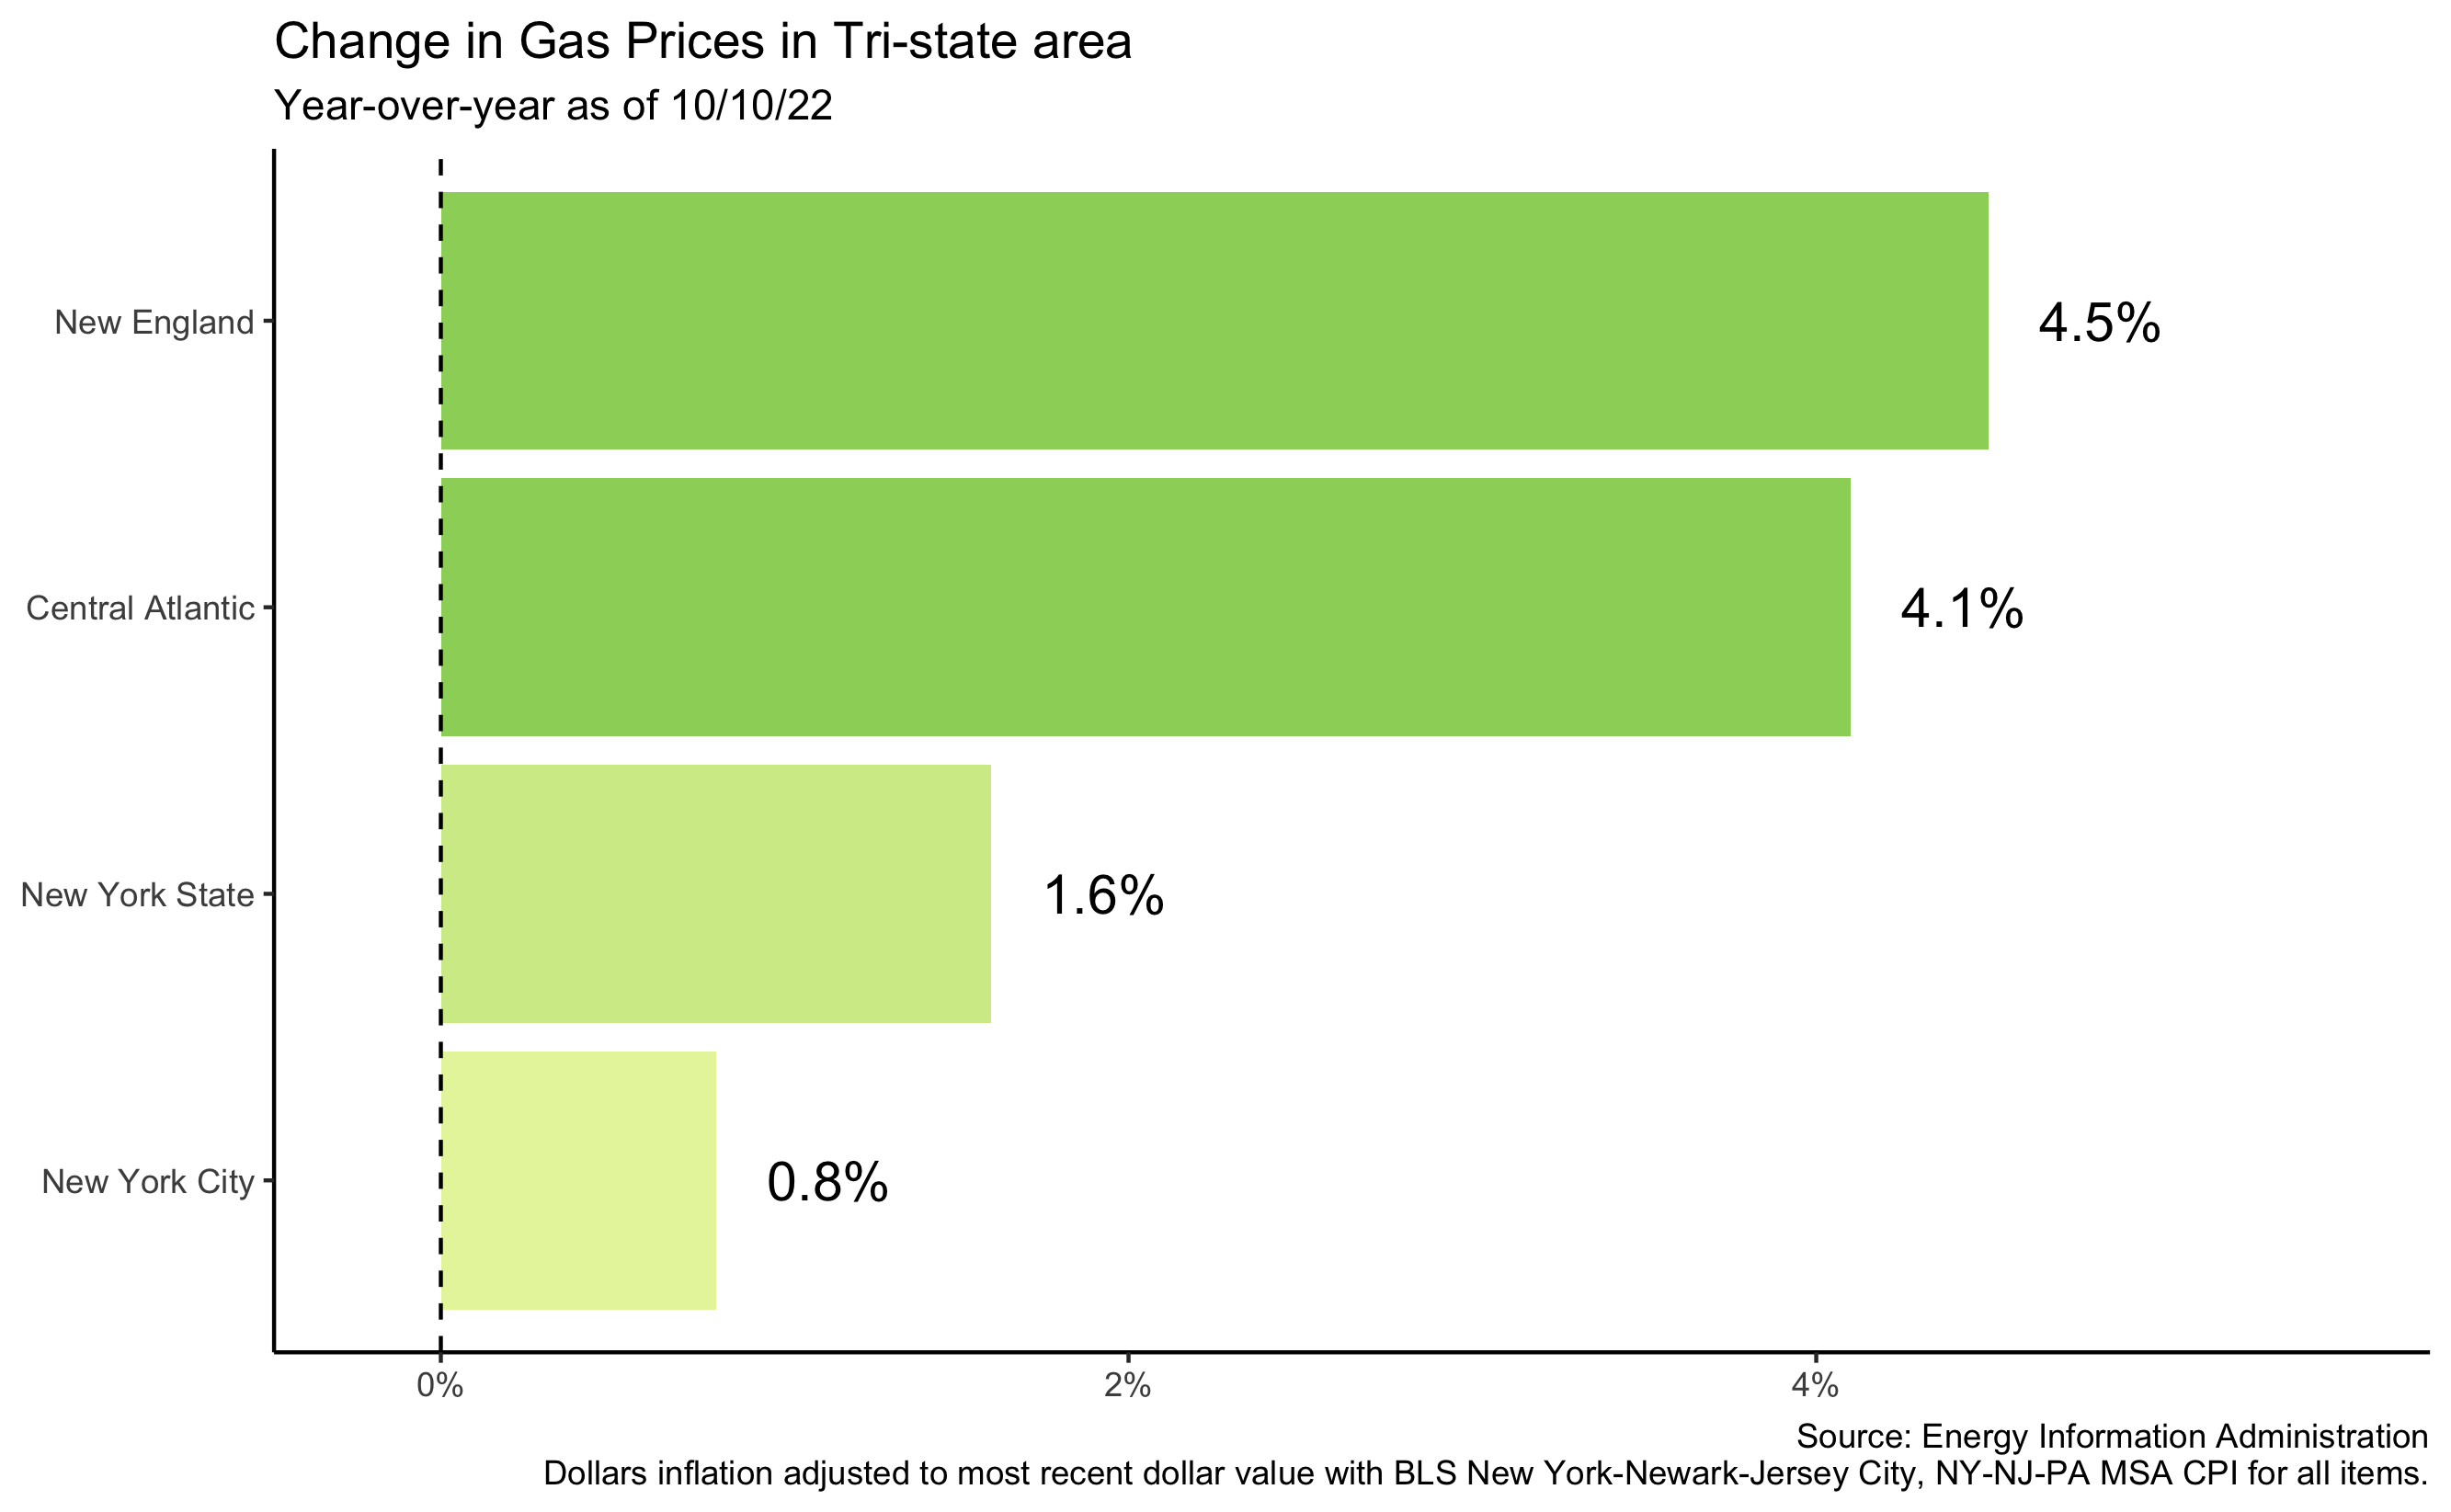 Change in Gas Prices in Tri-state area
Year-over-year as of 10/10/22
New England
4.5%
Central Atlantic
4.1%
New York State
1.6%
New York City
0.8%
0%
2%
4%
Source: Energy Information Administration
Dollars inflation adjusted to most recent dollar value with BLS New York-Newark-Jersey City, NY-NJ-PA MSA CPI for all items.